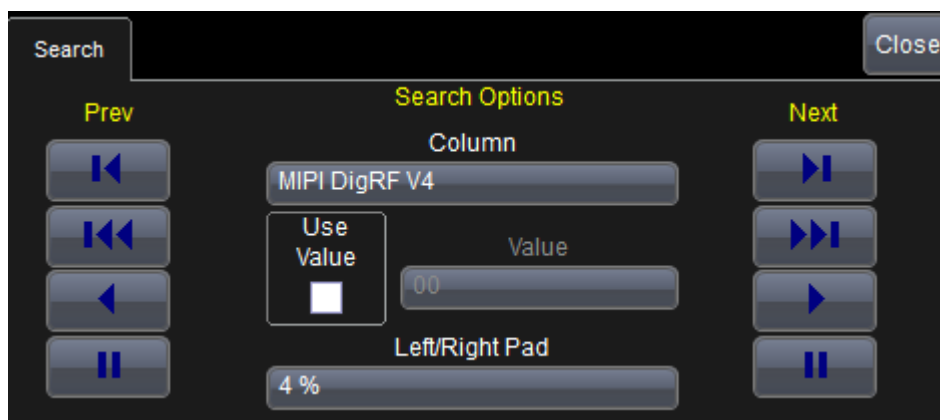 Search
Close
Prev
Search Options
Next
Column
MIPI DigRF V4
Use
Value
Value
00
Left/Right Pad
4 %